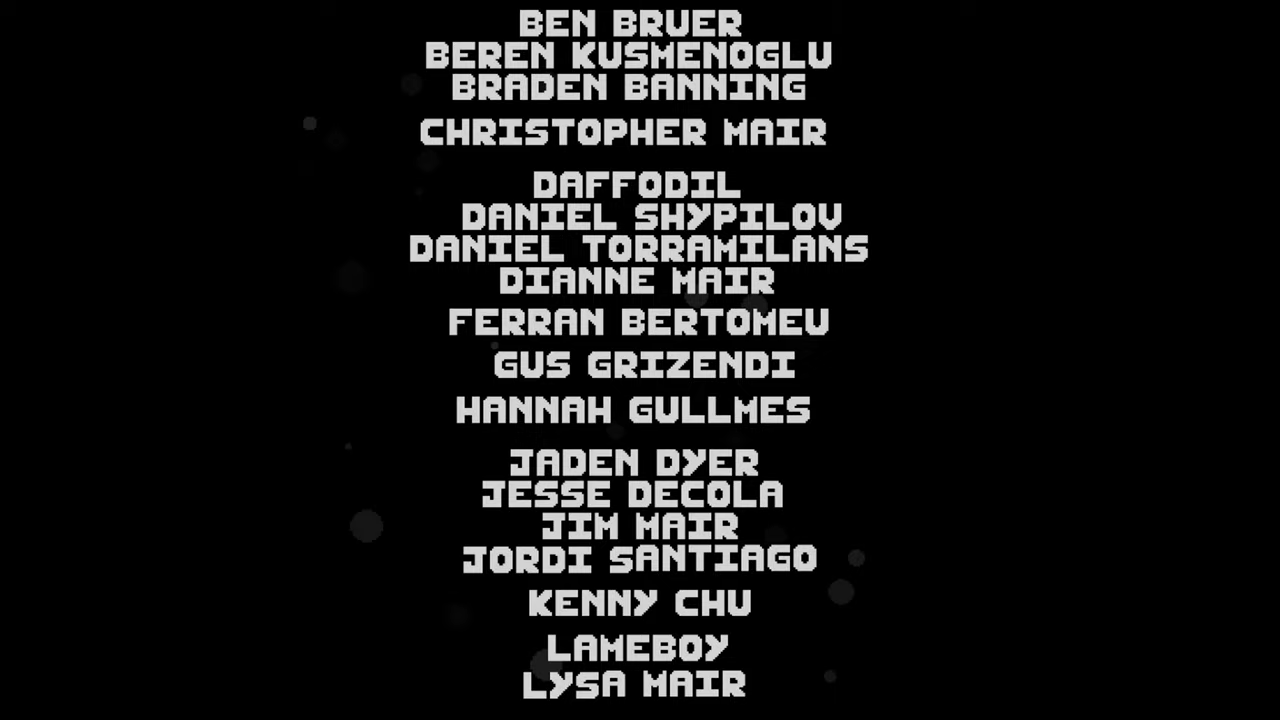 BEN BRUER
BEREN KUSMENOGLU
BRADEN BANNING
CHRISTOPHER MAIR
DAFFODIL
DANIEL SHYPILOV
DANIEL TORRAMILANS
DIANNE MAIR
FERRAN BERTOMEU
GUS GRIZENDI
HANNAH GULLMES
JADEN DYER
JESSE DECOLA
JIM MAIR
JORDI SANTIAGO
KENNY CHU
LAMEBOY
LYSA MAIR